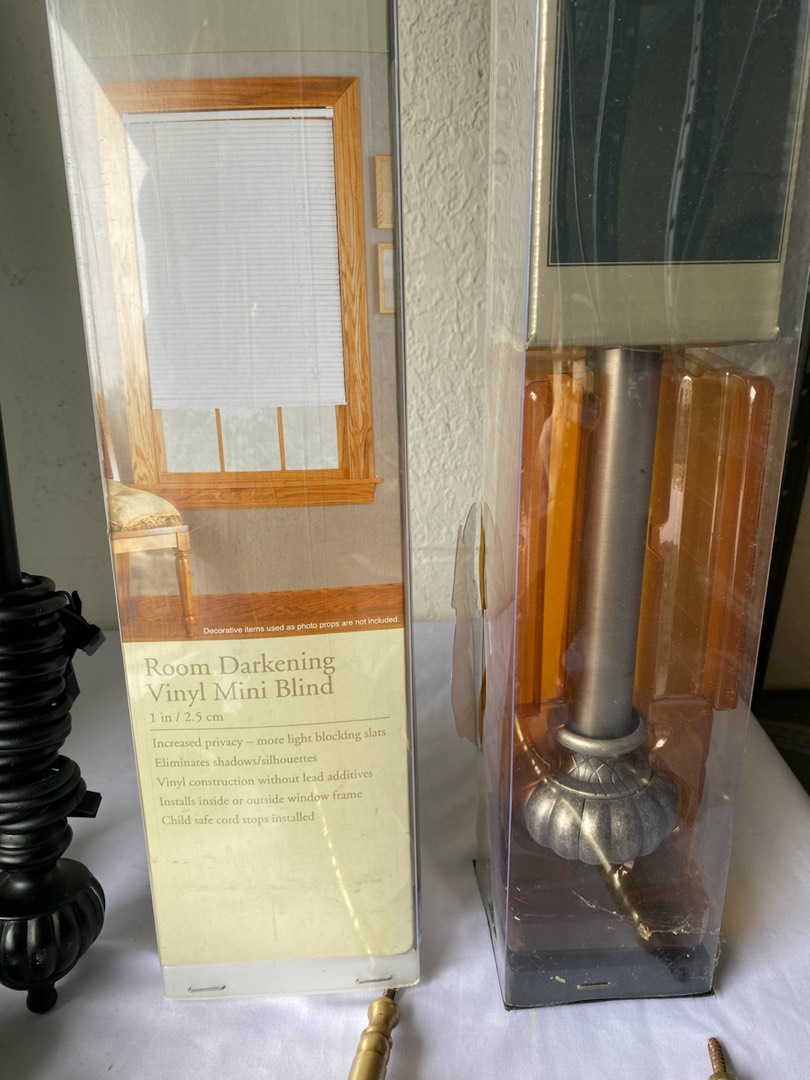 Decorative items used as photo props are not included.
Room Darkening
Vinyl Mini Blind
1 in / 2.5 cm
Increased privacy – more light blocking slats
Eliminates shadows/silhouettes
Vinyl construction without lead additives
Installs inside or outside window frame
Child safe cord stops installed